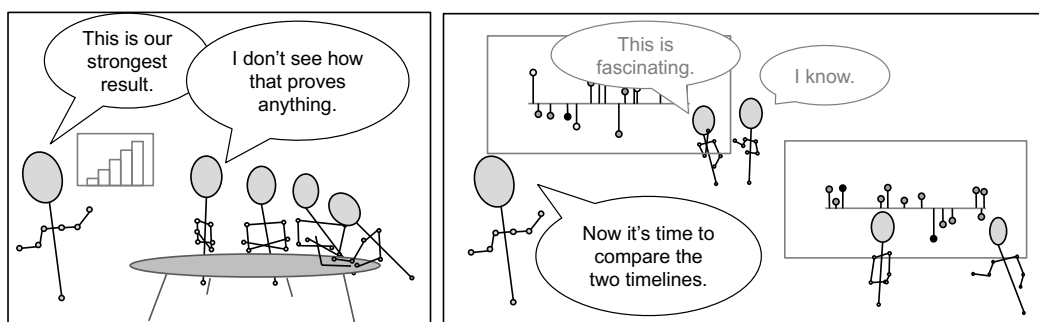 This is our
strongest
result.
I don’t see how
that proves
anything.
This is
fascinating.
I know.
Now it’s time to
compare the
two timelines.